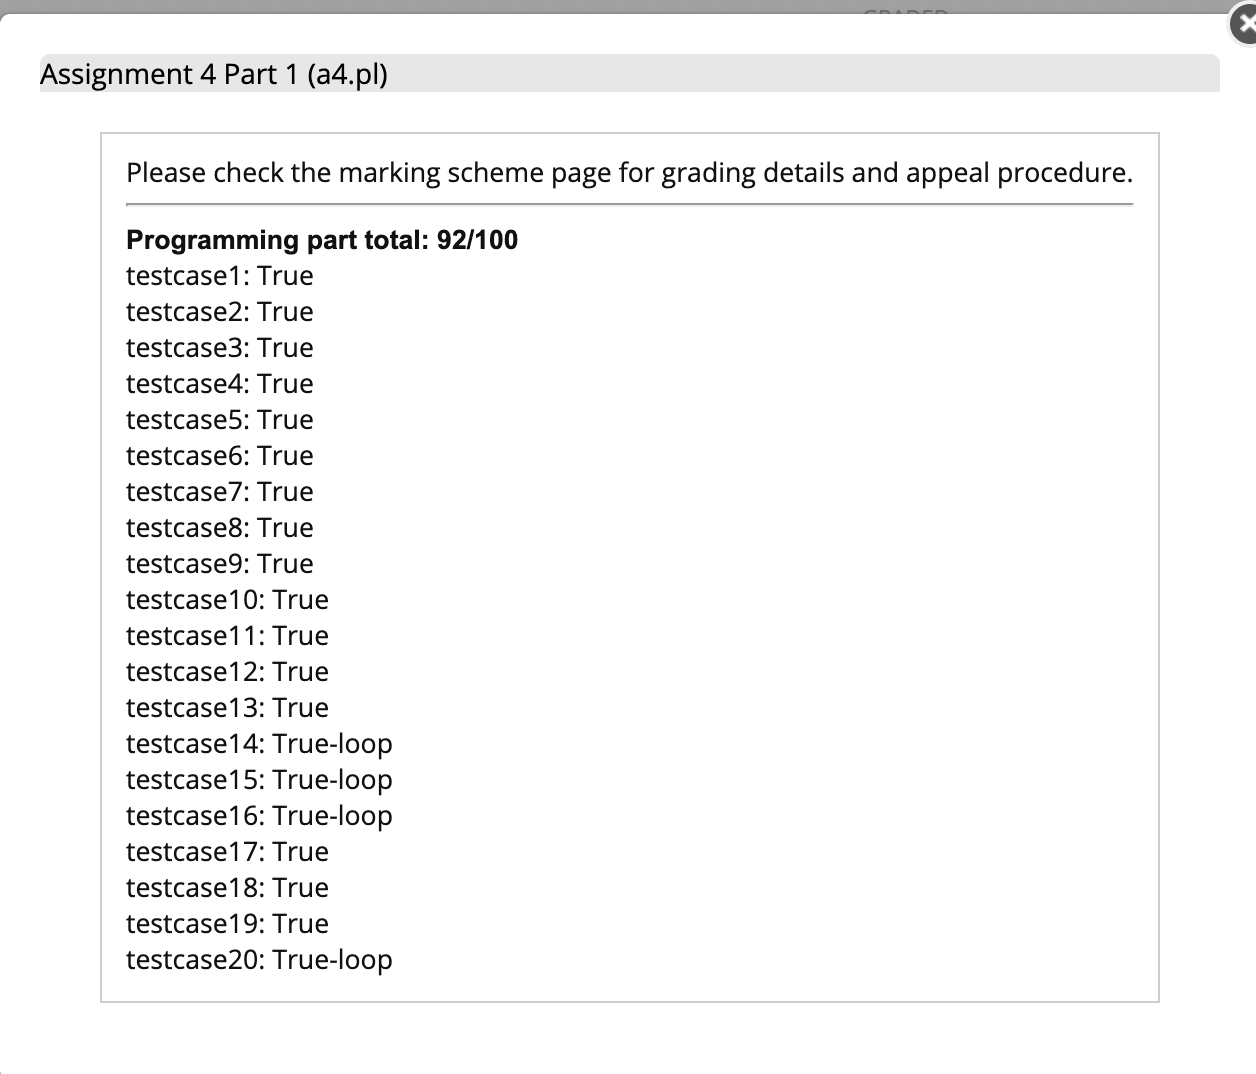 Assignment 4 Part 1 (a4.pl)
Please check the marking scheme page for grading details and appeal procedure.
Programming part total: 92/100
testcase1: True
testcase2: True
testcase3: True
testcase4: True
testcase5: True
testcase6: True
testcase7: True
testcase8: True
testcase9: True
testcase10: True
testcase11: True
testcase12: True
testcase13: True
testcase14: True-loop
testcase15: True-loop
testcase16: True-loop
testcase17: True
testcase18: True
testcase19: True
testcase20: True-loop